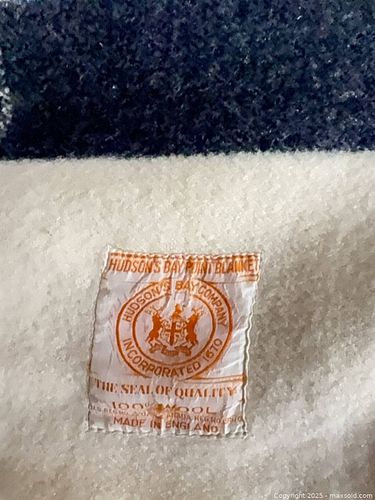 HUDSON'S BAY POINT BLANKE
HUDSON'S BAY COMPANY
INCORPORATED 1670
THE SEAL OF QUALITY
100% WOOL
MADE IN ENGLAND
© Copyright 2025 - maxsold.com